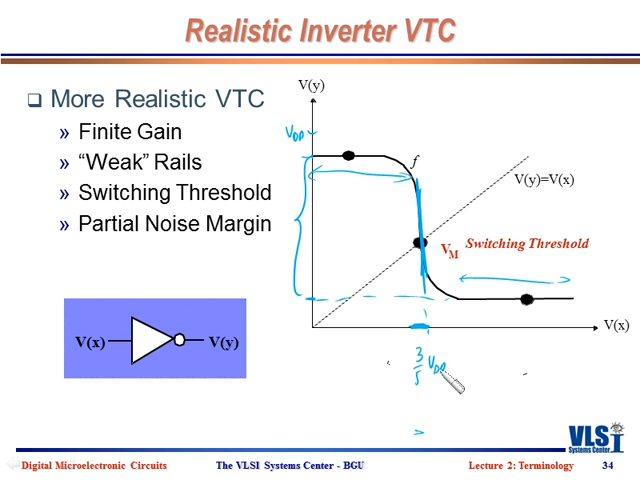 Realistic Inverter VTC
More Realistic VTC
» Finite Gain
» “Weak” Rails
» Switching Threshold
» Partial Noise Margin
V(y)
VDD
f
V(y)=V(x)
VM Switching Threshold
V(x)
3/5 VDD
V(x)
V(y)
VLSI
Systems Center
Digital Microelectronic Circuits
The VLSI Systems Center - BGU
Lecture 2: Terminology
34